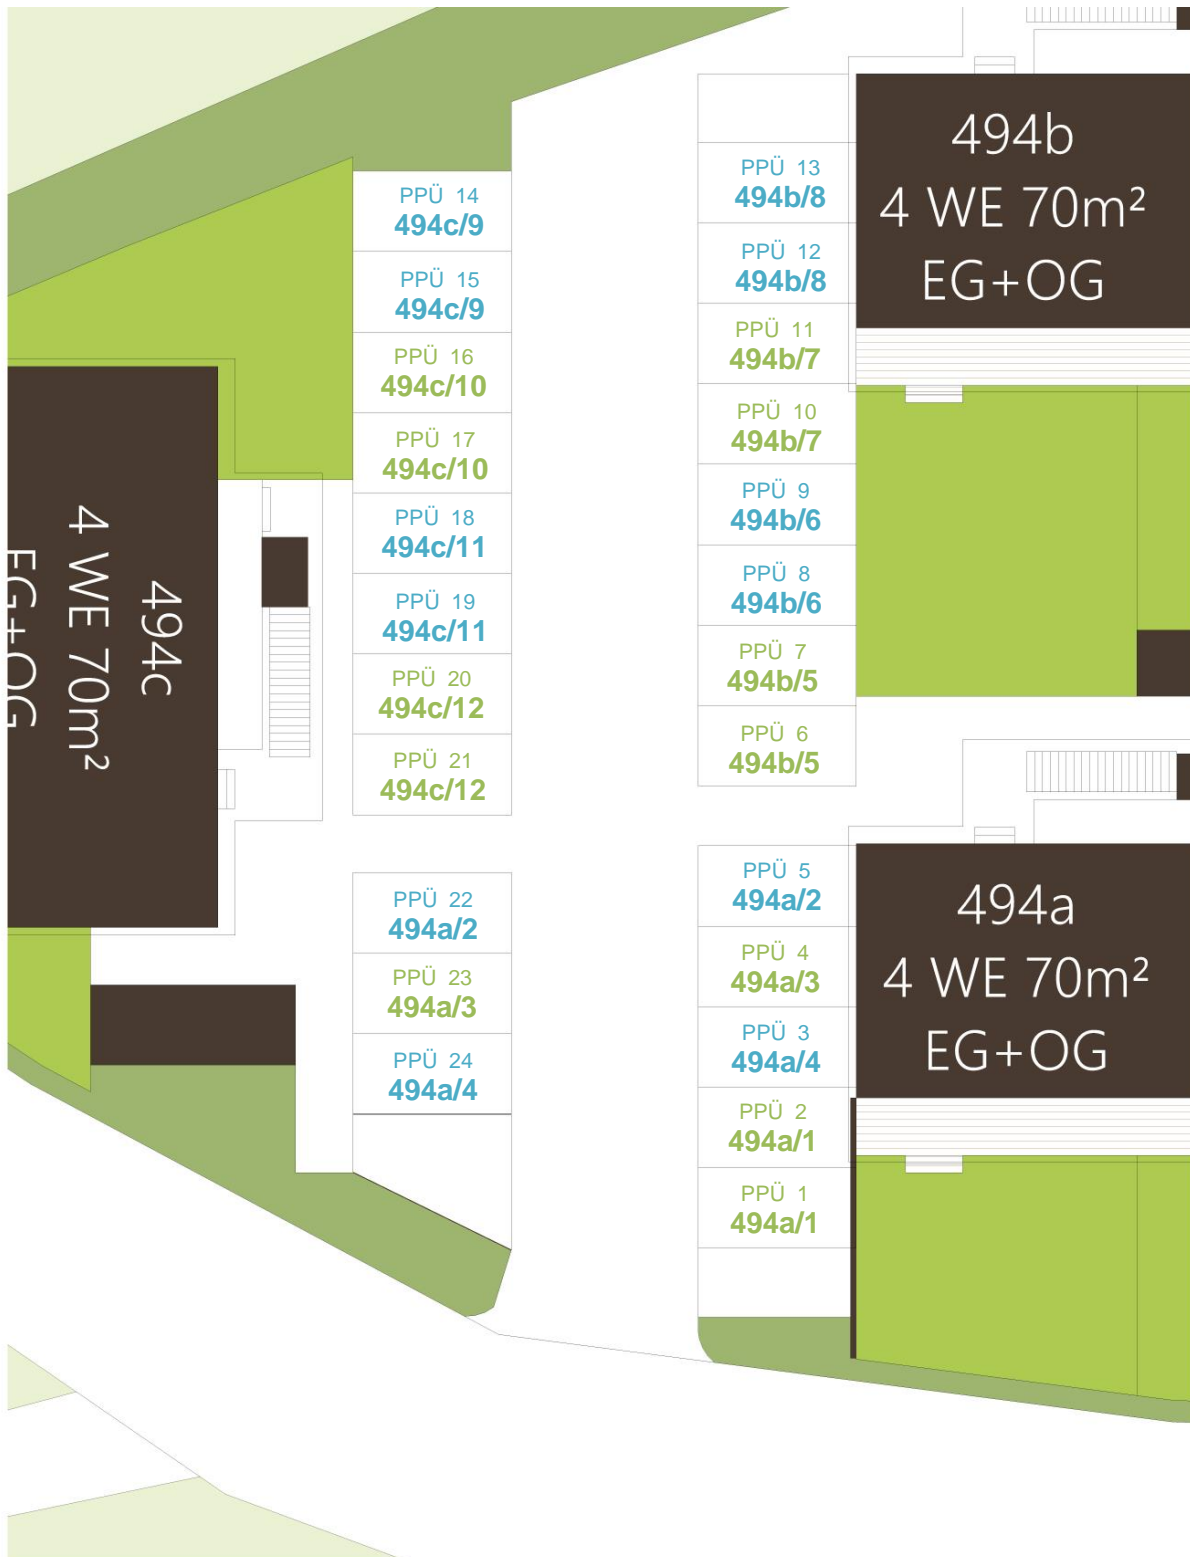 494b
4 WE 70m²
EG+OG
PPÜ 14
494c/9
PPÜ 15
494c/9
PPÜ 16
494c/10
PPÜ 17
494c/10
PPÜ 18
494c/11
PPÜ 19
494c/11
PPÜ 20
494c/12
PPÜ 21
494c/12
PPÜ 22
494a/2
PPÜ 23
494a/3
PPÜ 24
494a/4
PPÜ 13
494b/8
PPÜ 12
494b/8
PPÜ 11
494b/7
PPÜ 10
494b/7
PPÜ 9
494b/6
PPÜ 8
494b/6
PPÜ 7
494b/5
PPÜ 6
494b/5
PPÜ 5
494a/2
PPÜ 4
494a/3
PPÜ 3
494a/4
PPÜ 2
494a/1
PPÜ 1
494a/1
494c
4 WE 70m²
EG+OG
494a
4 WE 70m²
EG+OG